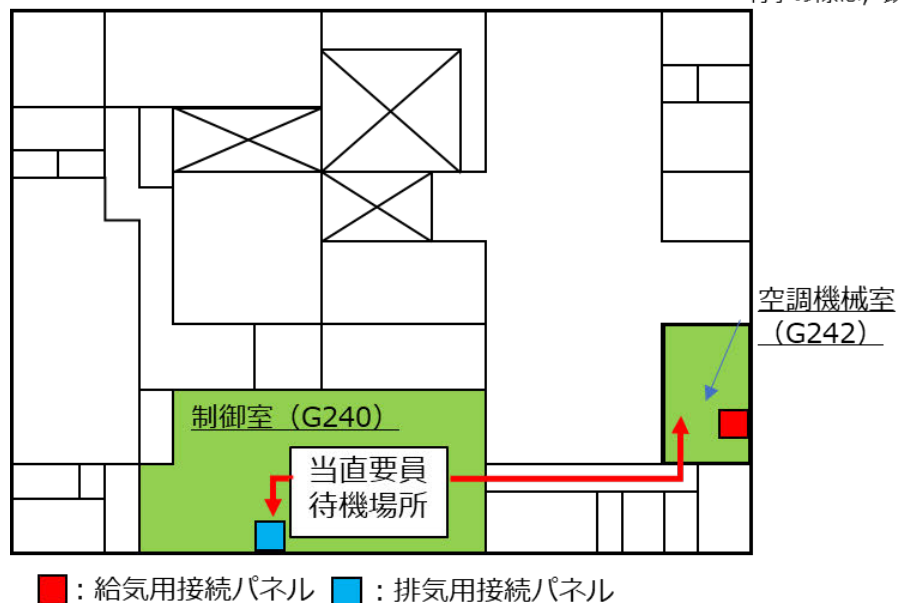 空調機械室
（G242）
制御室（G240）
当直要員
待機場所
：給気用接続パネル ：排気用接続パネル